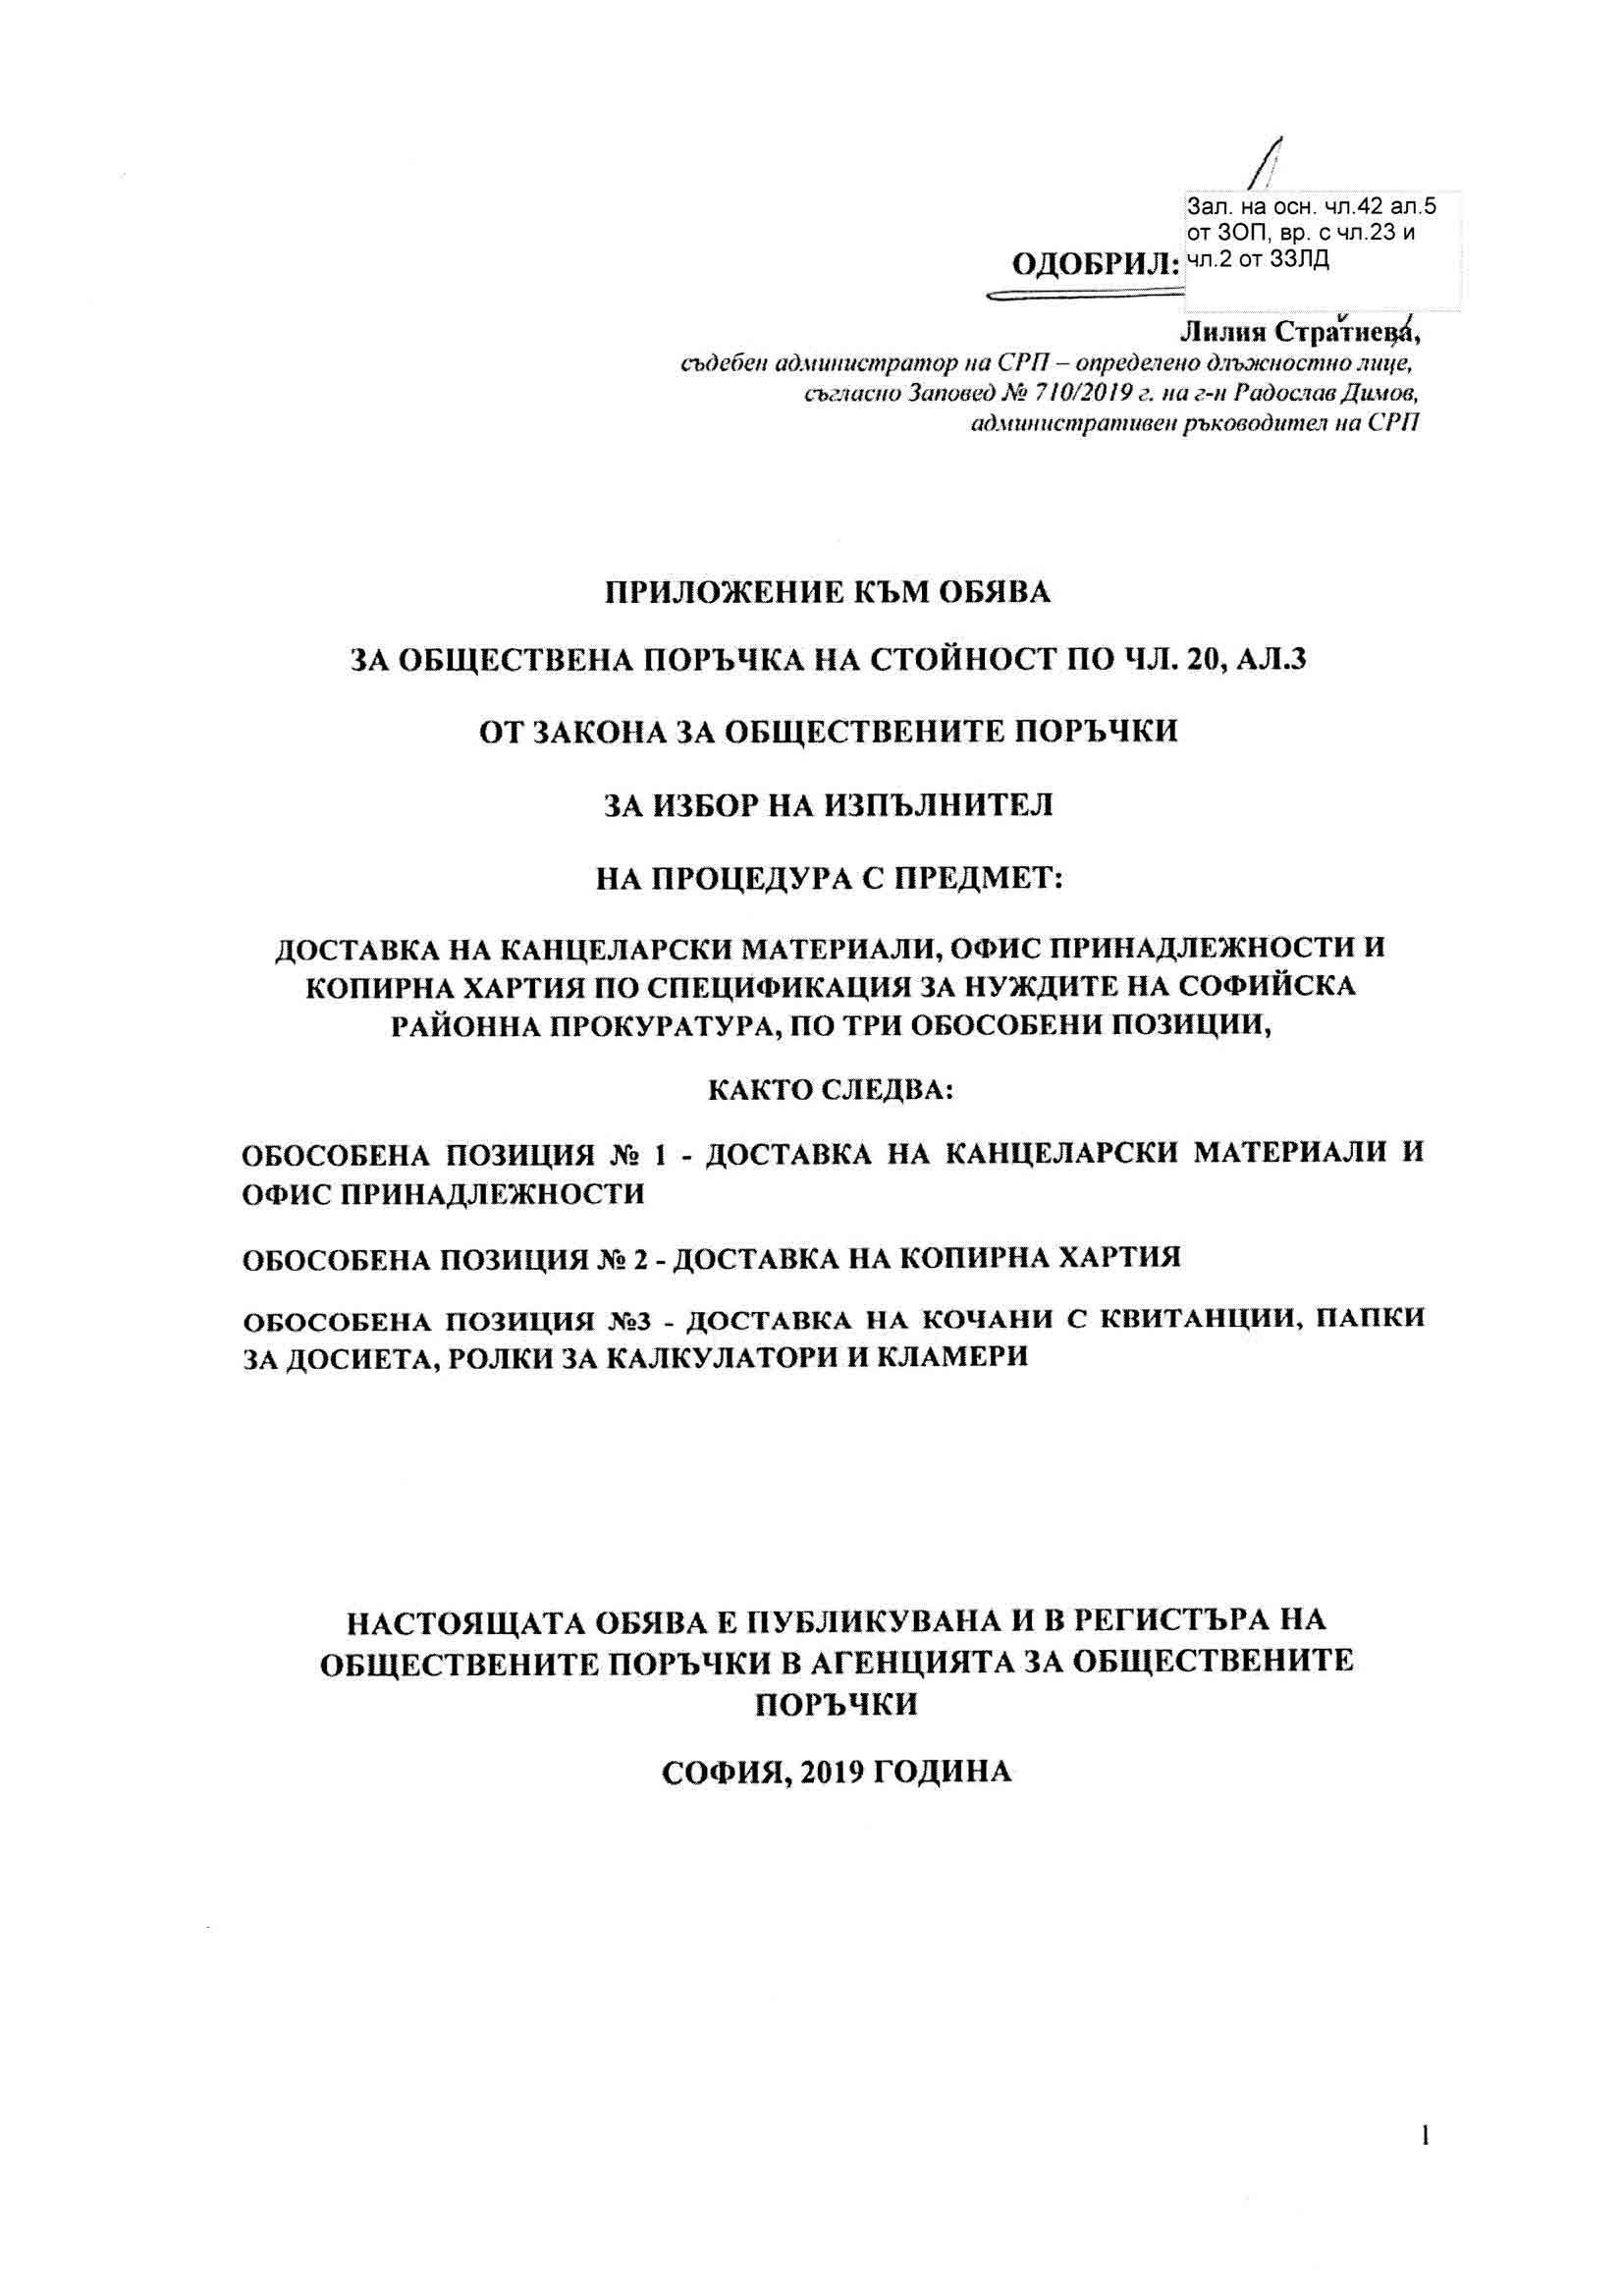 Зал. на осн. чл.42 ал.5
от ЗОП, вр. с чл.23 и
ОДОБРИЛ: чл.2 от ЗЗЛД
Лилия Стратиева,
съдебен администратор на СРП – определено длъжностно лице,
съгласно Заповед № 710/2019 г. на г-н Радослав Димов,
административен ръководител на СРП
ПРИЛОЖЕНИЕ КЪМ ОБЯВА
ЗА ОБЩЕСТВЕНА ПОРЪЧКА НА СТОЙНОСТ ПО ЧЛ. 20, АЛ.3
ОТ ЗАКОНА ЗА ОБЩЕСТВЕНИТЕ ПОРЪЧКИ
ЗА ИЗБОР НА ИЗПЪЛНИТЕЛ
НА ПРОЦЕДУРА С ПРЕДМЕТ:
ДОСТАВКА НА КАНЦЕЛАРСКИ МАТЕРИАЛИ, ОФИС ПРИНАДЛЕЖНОСТИ И
КОПИРНА ХАРТИЯ ПО СПЕЦИФИКАЦИЯ ЗА НУЖДИТЕ НА СОФИЙСКА
РАЙОННА ПРОКУРАТУРА, ПО ТРИ ОБОСОБЕНИ ПОЗИЦИИ,
КАКТО СЛЕДВА:
ОБОСОБЕНА ПОЗИЦИЯ № 1 - ДОСТАВКА НА КАНЦЕЛАРСКИ МАТЕРИАЛИ И
ОФИС ПРИНАДЛЕЖНОСТИ
ОБОСОБЕНА ПОЗИЦИЯ № 2 - ДОСТАВКА НА КОПИРНА ХАРТИЯ
ОБОСОБЕНА ПОЗИЦИЯ №3 - ДОСТАВКА НА КОЧАНИ С КВИТАНЦИИ, ПАПКИ
ЗА ДОСИЕТА, РОЛКИ ЗА КАЛКУЛАТОРИ И КЛАМЕРИ
НАСТОЯЩАТА ОБЯВА Е ПУБЛИКУВАНА И В РЕГИСТЪРА НА
ОБЩЕСТВЕНИТЕ ПОРЪЧКИ В АГЕНЦИЯТА ЗА ОБЩЕСТВЕНИТЕ
ПОРЪЧКИ
СОФИЯ, 2019 ГОДИНА
1